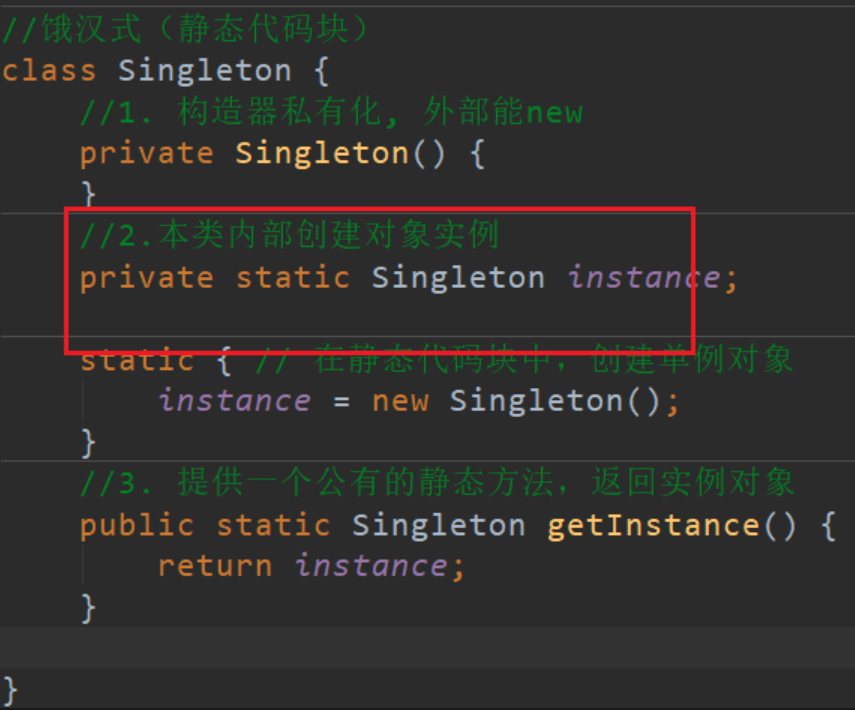 //饿汉式（静态代码块）
class Singleton {
//1. 构造器私有化, 外部能new
private Singleton() {
}
//2.本类内部创建对象实例
private static Singleton instance;
static { // 在静态代码块中，创建单例对象
instance = new Singleton();
}
//3. 提供一个公有的静态方法，返回实例对象
public static Singleton getInstance() {
return instance;
}
}